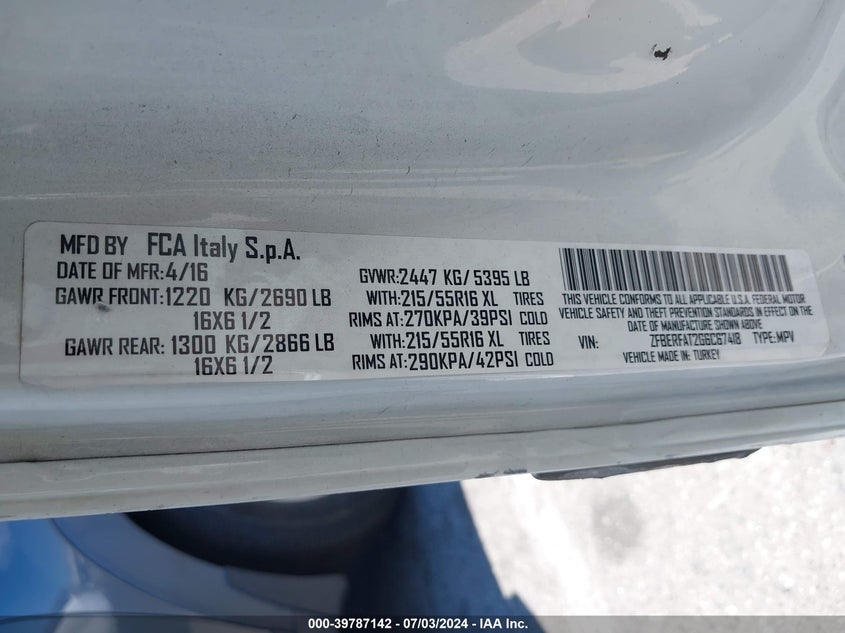 MFD BY FCA Italy S.p.A.
DATE OF MFR:4/16
GAWR FRONT:1220 KG/2690 LB
16X6 1/2
GAWR REAR: 1300 KG/2866 LB
16X6 1/2
GVWR:2447 KG/5395 LB
WITH:215/55R16 XL TIRES
RIMS AT:270KPA/39PSI COLD
WITH:215/55R16 XL TIRES
RIMS AT:290KPA/42PSI COLD
THIS VEHICLE CONFORMS TO ALL APPLICABLE U.S.A. FEDERAL MOTOR
VEHICLE SAFETY AND THEFT PREVENTION STANDARDS IN EFFECT ON THE
DATE OF MANUFACTURE SHOWN ABOVE
VIN: ZFBERFAT2G6C67418 TYPE: MPV
VEHICLE MADE IN: TURKEY
000-39787142 - 07/03/2024 - IAA Inc.